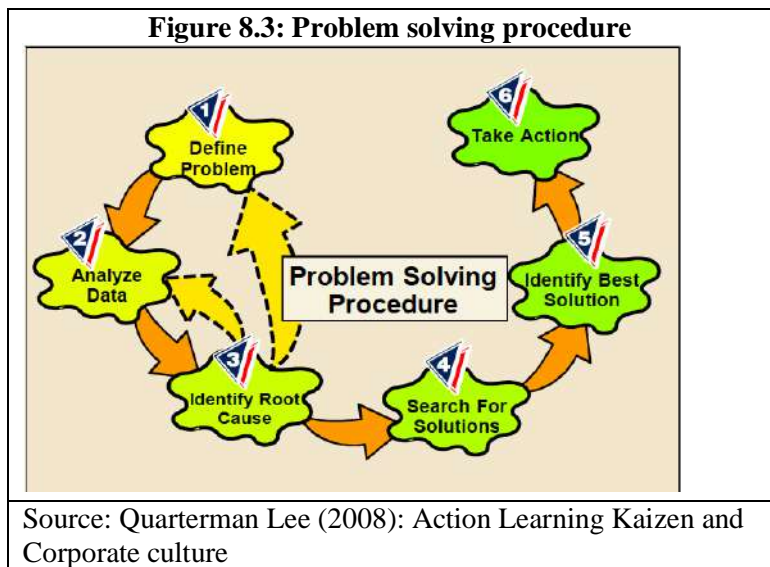 Figure 8.3: Problem solving procedure
1
Define
Problem
2
Analyze
Data
3
Identify Root
Cause
4
Search For
Solutions
5
Identify Best
Solution
6
Take Action
Problem Solving
Procedure
Source: Quarterman Lee (2008): Action Learning Kaizen and
Corporate culture